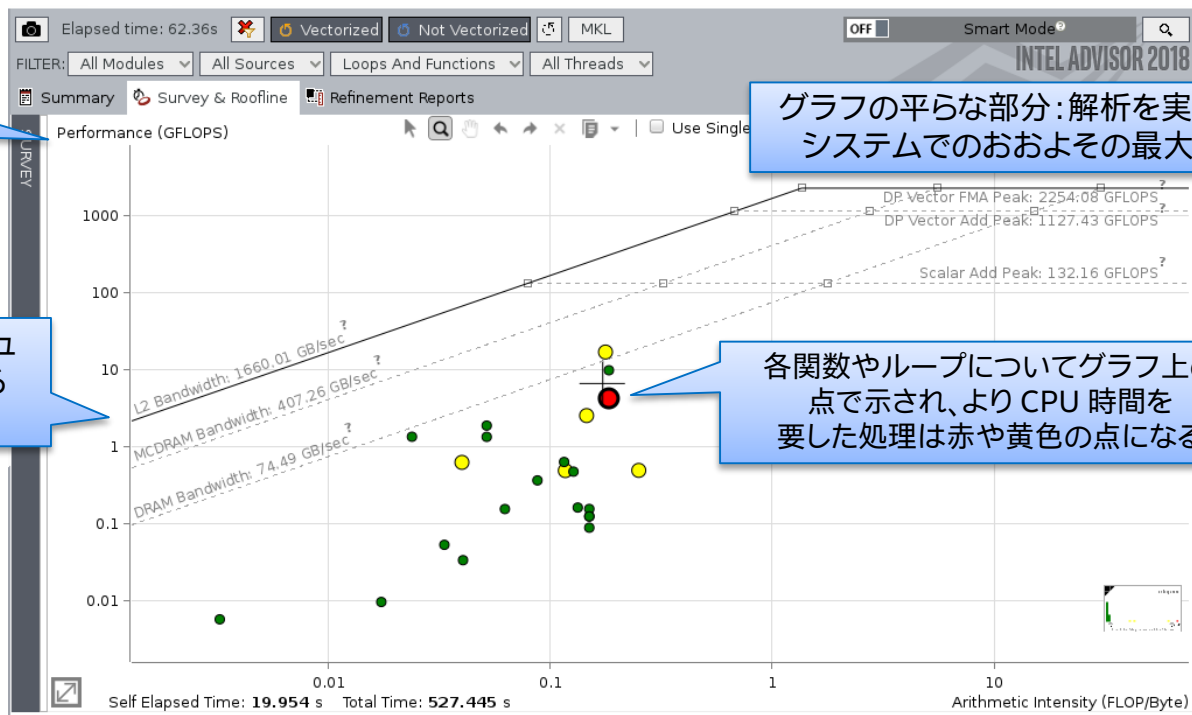 Elapsed time: 62.36s
Vectorized
Not Vectorized
MKL
OFF
Smart Mode
INTEL ADVISOR 2018
FILTER:
All Modules
All Sources
Loops And Functions
All Threads
Summary
Survey & Roofline
Refinement Reports
Performance (GFLOPS)
Use Single
グラフの平らな部分：解析を実
システムでのおおよその最大
DP Vector FMA Peak: 2254.08 GFLOPS ?
DP Vector Add Peak: 1127.43 GFLOPS ?
Scalar Add Peak: 132.16 GFLOPS ?
1000
100
10
1
0.1
0.01
L2 Bandwidth: 1660.01 GB/sec ?
MCDRAM Bandwidth: 407.26 GB/sec ?
DRAM Bandwidth: 74.49 GB/sec ?
ュ
る
各関数やループについてグラフ上の
点で示され、より CPU 時間を
要した処理は赤や黄色の点になる
0.01
0.1
1
10
Self Elapsed Time: 19.954 s Total Time: 527.445 s
Arithmetic Intensity (FLOP/Byte)